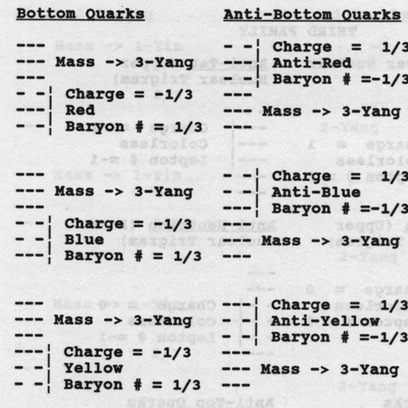 Bottom Quarks
---
--- Mass -> 3-Yang
---
- -| Charge = -1/3
---| Red
- -| Baryon # = 1/3
---
--- Mass -> 3-Yang
---
- -| Charge = -1/3
- -| Blue
---| Baryon # = 1/3
---
--- Mass -> 3-Yang
---
---| Charge = -1/3
- -| Yellow
- -| Baryon # = 1/3
Anti-Bottom Quarks
- -| Charge = 1/3
---| Anti-Red
- -| Baryon # =-1/3
---
--- Mass -> 3-Yang
---
- -| Charge = 1/3
- -| Anti-Blue
---| Baryon # =-1/3
---
--- Mass -> 3-Yang
---
---| Charge = 1/3
- -| Anti-Yellow
- -| Baryon # =-1/3
---
--- Mass -> 3-Yang
---